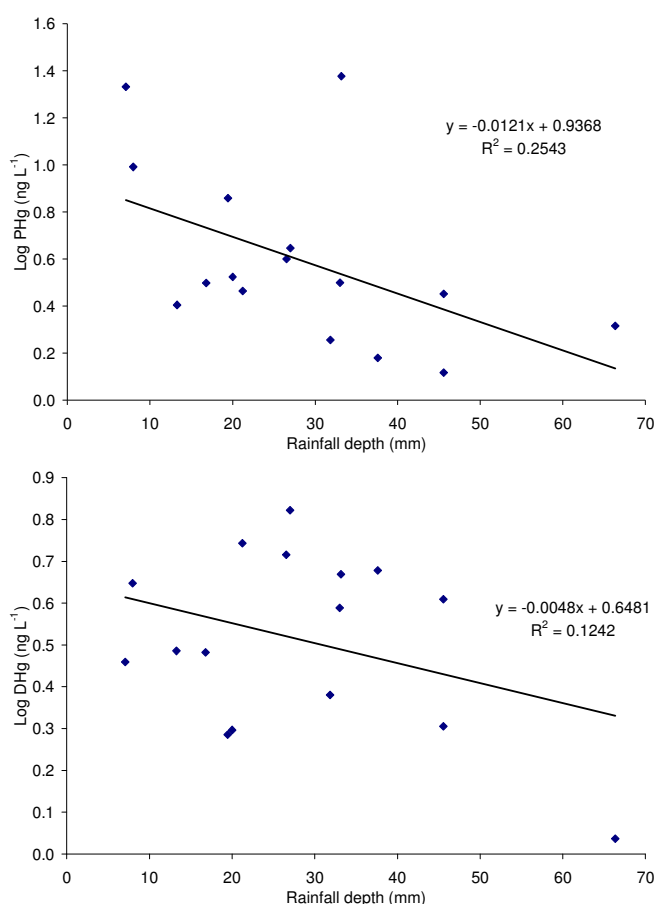 1.6
1.4
1.2
1.0
0.8
0.6
0.4
0.2
0.0
Log PHg (ng L⁻¹)
y = -0.0121x + 0.9368
R² = 0.2543
0 10 20 30 40 50 60 70
Rainfall depth (mm)
0.9
0.8
0.7
0.6
0.5
0.4
0.3
0.2
0.1
0.0
Log DHg (ng L⁻¹)
y = -0.0048x + 0.6481
R² = 0.1242
0 10 20 30 40 50 60 70
Rainfall depth (mm)